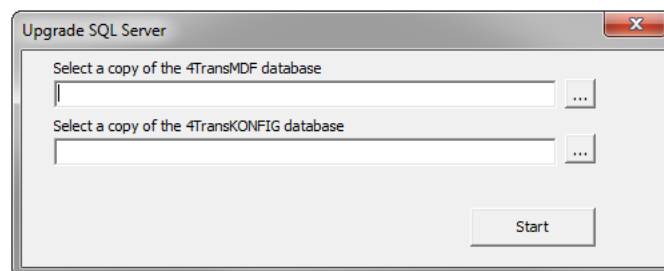 Upgrade SQL Server
Select a copy of the 4TransMDF database
...
Select a copy of the 4TransKONFIG database
...
Start